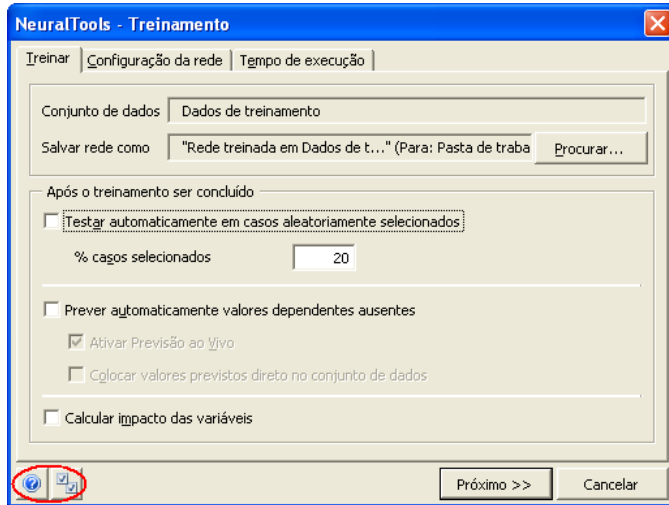 NeuralTools - Treinamento
Treinar Configuração da rede Tempo de execução
Conjunto de dados Dados de treinamento
Salvar rede como "Rede treinada em Dados de t..." (Para: Pasta de traba Procurar...
Após o treinamento ser concluído
Testar automaticamente em casos aleatoriamente selecionados
% casos selecionados 20
Prever automaticamente valores dependentes ausentes
Ativar Previsão ao Vivo
Colocar valores previstos direto no conjunto de dados
Calcular impacto das variáveis
Próximo >> Cancelar